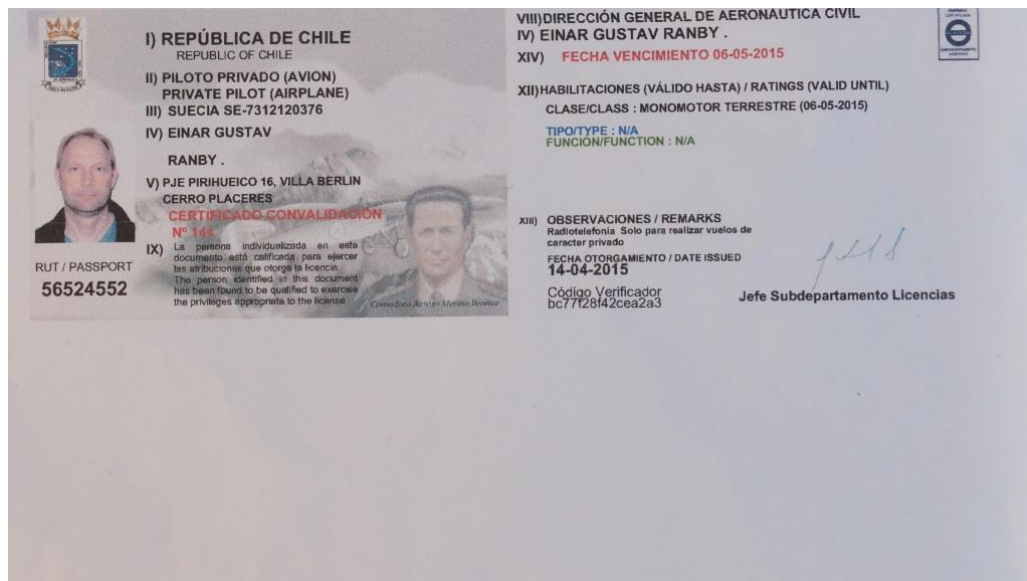 I) REPÚBLICA DE CHILE
REPUBLIC OF CHILE
II) PILOTO PRIVADO (AVION)
PRIVATE PILOT (AIRPLANE)
III) SUECIA SE-7312120376
IV) EINAR GUSTAV
RANBY .
V) PJE PIRIHUEICO 16, VILLA BERLIN
CERRO PLACERES
CERTIFICADO CONVALIDACIÓN
Nº 144
IX) La persona individualizada en este
documento está calificada para ejercer
las atribuciones que otorga la licencia
The person identified in this document
has been found to be qualified to exercise
the privileges appropriate to the license
RUT / PASSPORT
56524552
Comodoro Arturo Merino Benítez
VIII)DIRECCIÓN GENERAL DE AERONAUTICA CIVIL
IV) EINAR GUSTAV RANBY .
XIV) FECHA VENCIMIENTO 06-05-2015
XII)HABILITACIONES (VÁLIDO HASTA) / RATINGS (VALID UNTIL)
CLASE/CLASS : MONOMOTOR TERRESTRE (06-05-2015)
TIPO/TYPE : N/A
FUNCION/FUNCTION : N/A
XIII) OBSERVACIONES / REMARKS
Radiotelefonía Solo para realizar vuelos de
caracter privado
FECHA OTORGAMIENTO / DATE ISSUED
14-04-2015
Código Verificador
bc77f28f42cea2a3
Jefe Subdepartamento Licencias